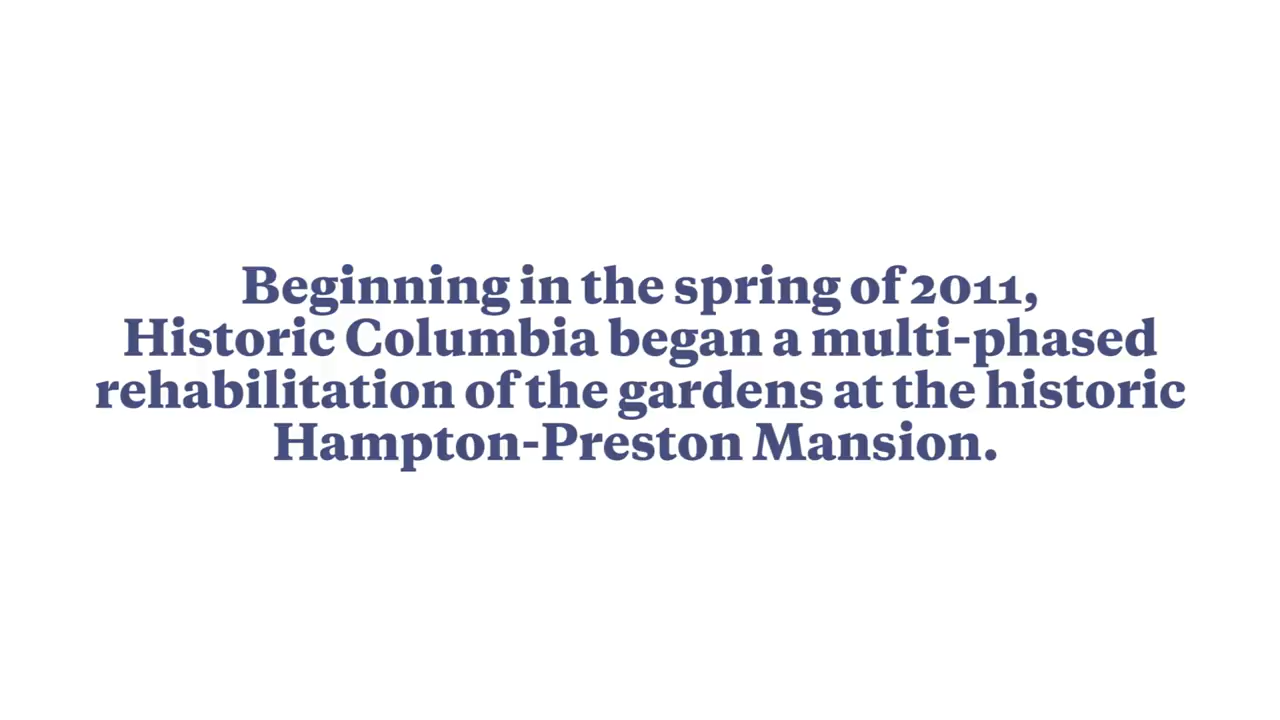 Beginning in the spring of 2011,
Historic Columbia began a multi-phased
rehabilitation of the gardens at the historic
Hampton-Preston Mansion.